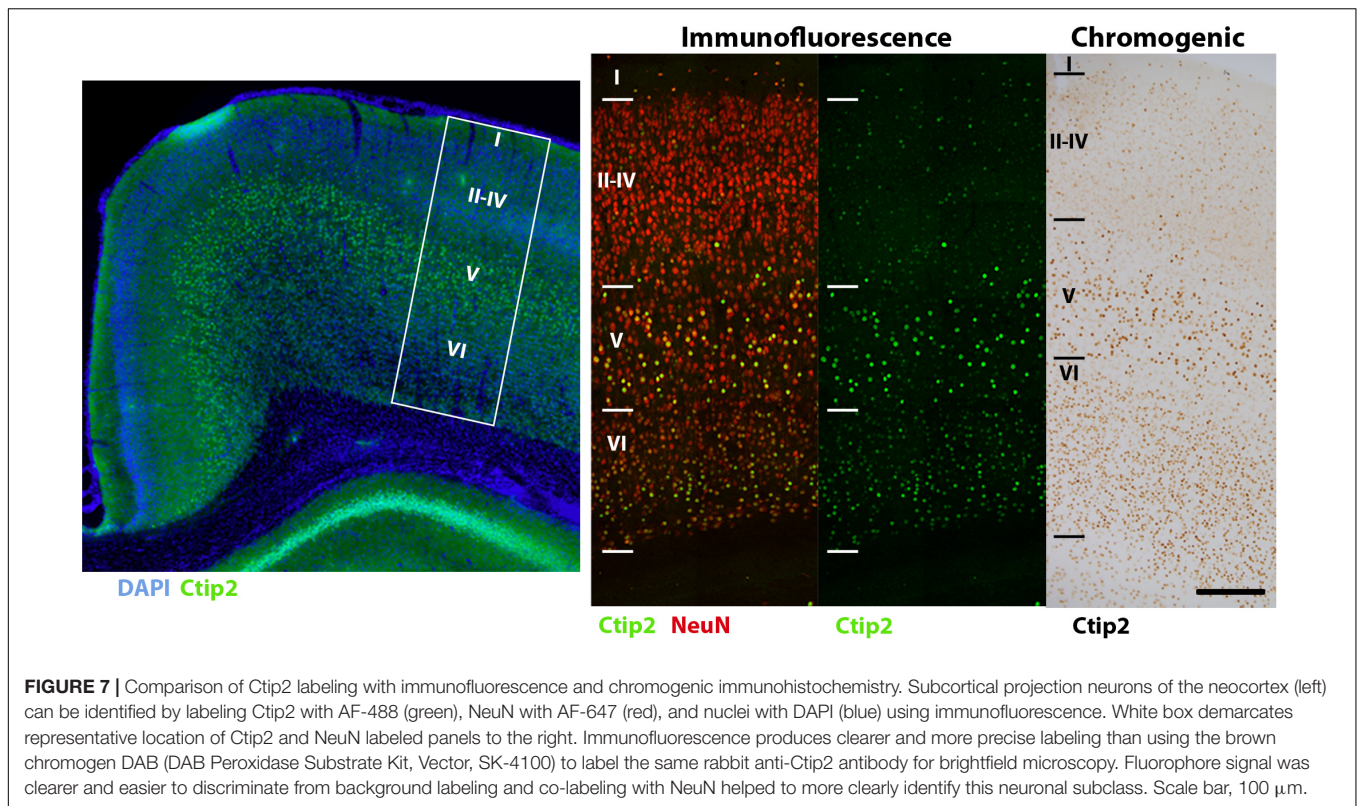 Immunofluorescence Chromogenic
I
II-IV
V
VI
I
II-IV
V
VI
I
II-IV
V
VI
DAPI Ctip2
Ctip2 NeuN
Ctip2
Ctip2
FIGURE 7 | Comparison of Ctip2 labeling with immunofluorescence and chromogenic immunohistochemistry. Subcortical projection neurons of the neocortex (left)
can be identified by labeling Ctip2 with AF-488 (green), NeuN with AF-647 (red), and nuclei with DAPI (blue) using immunofluorescence. White box demarcates
representative location of Ctip2 and NeuN labeled panels to the right. Immunofluorescence produces clearer and more precise labeling than using the brown
chromogen DAB (DAB Peroxidase Substrate Kit, Vector, SK-4100) to label the same rabbit anti-Ctip2 antibody for brightfield microscopy. Fluorophore signal was
clearer and easier to discriminate from background labeling and co-labeling with NeuN helped to more clearly identify this neuronal subclass. Scale bar, 100 μm.